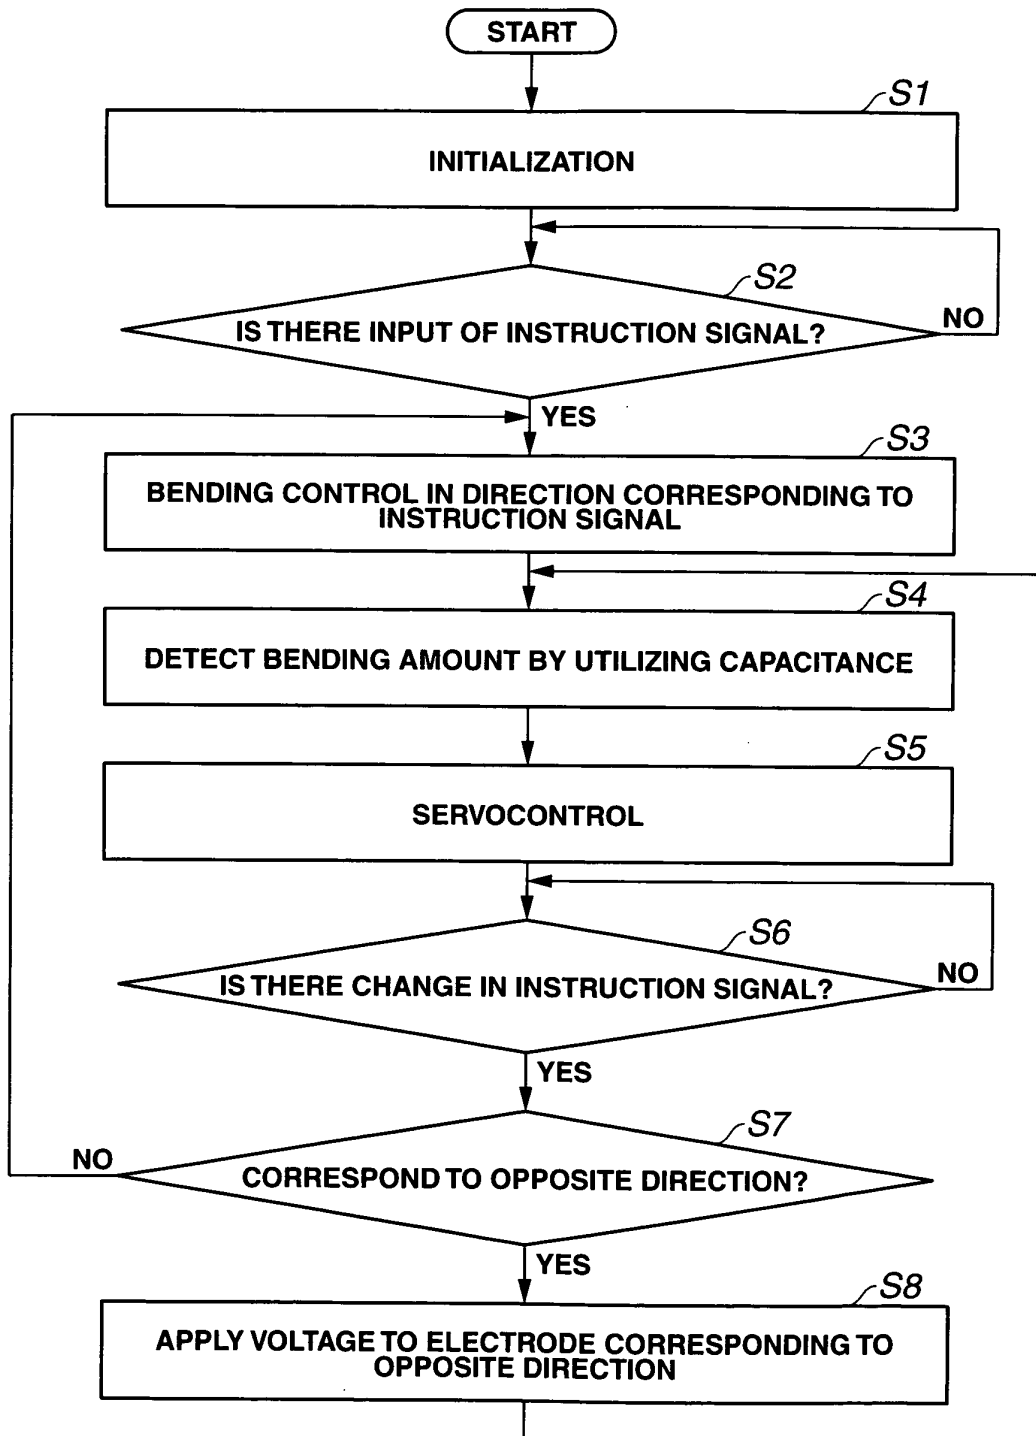 START
S1
INITIALIZATION
S2
IS THERE INPUT OF INSTRUCTION SIGNAL?
NO
YES
S3
BENDING CONTROL IN DIRECTION CORRESPONDING TO
INSTRUCTION SIGNAL
S4
DETECT BENDING AMOUNT BY UTILIZING CAPACITANCE
S5
SERVOCONTROL
S6
IS THERE CHANGE IN INSTRUCTION SIGNAL?
NO
YES
S7
NO
CORRESPOND TO OPPOSITE DIRECTION?
YES
S8
APPLY VOLTAGE TO ELECTRODE CORRESPONDING TO
OPPOSITE DIRECTION